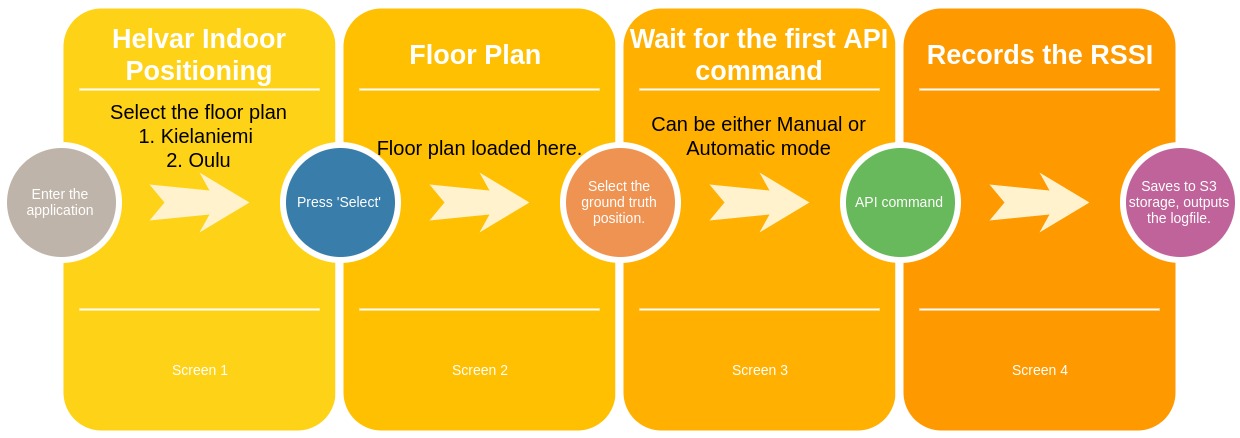 Helvar Indoor
Positioning
Select the floor plan
1. Kielaniemi
2. Oulu
Enter the
application
Screen 1
Press 'Select'
Floor Plan
Floor plan loaded here.
Screen 2
Select the
ground truth
position.
Wait for the first API
command
Can be either Manual or
Automatic mode
Screen 3
API command
Records the RSSI
Screen 4
Saves to S3
storage, outputs
the logfile.